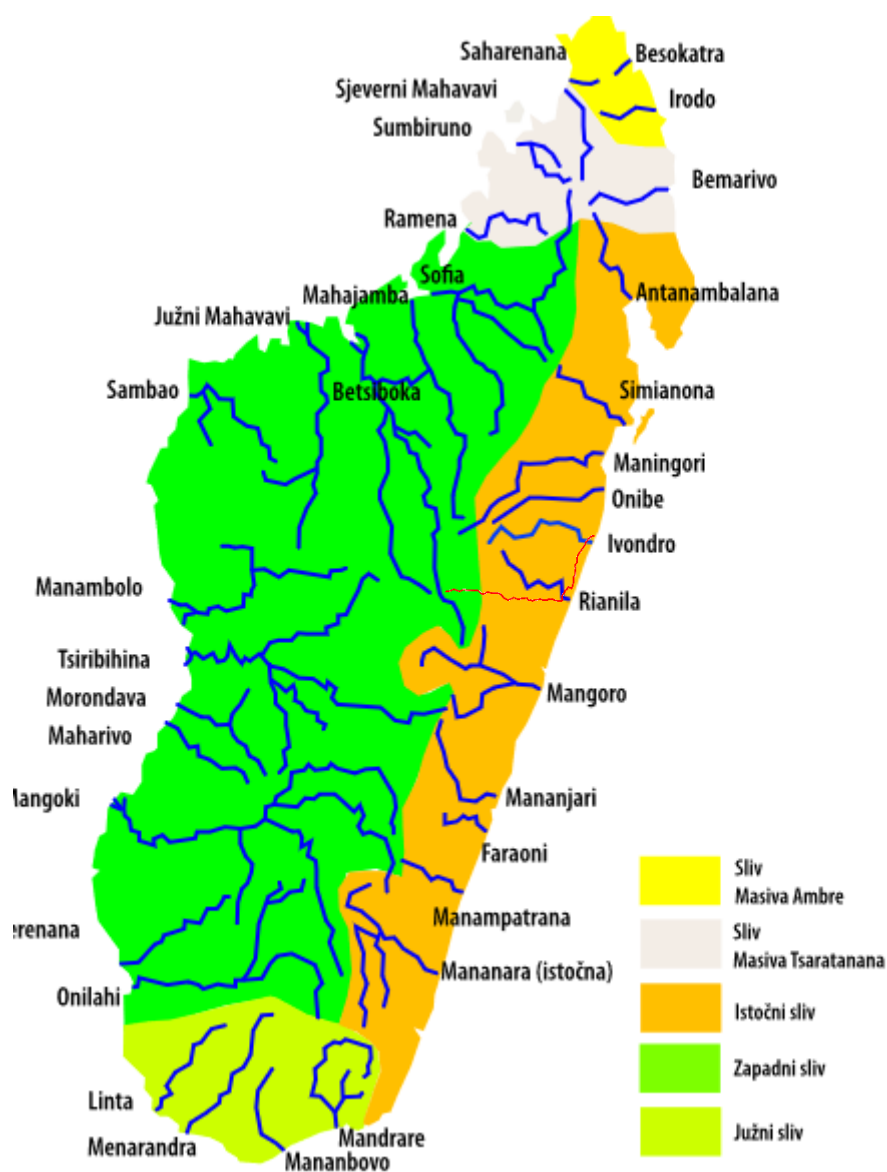 Saharenana
Besokatra
Sjeverni Mahavavi
Irodo
Sumbiruno
Bemarivo
Ramena
Sofia
Antanambalana
Mahajamba
Južni Mahavavi
Sambao
Betsiboka
Simianona
Maningori
Onibe
Ivondro
Manambolo
Rianila
Tsiribihina
Morondava
Mangoro
Maharivo
Mangoki
Mananjari
Faraoni
Manampatrana
erenana
Mananara (istočna)
Onilahi
Linta
Menarandra
Mandrare
Mananbovo
Sliv
Masiva Ambre
Sliv
Masiva Tsaratanana
Istočni sliv
Zapadni sliv
Južni sliv